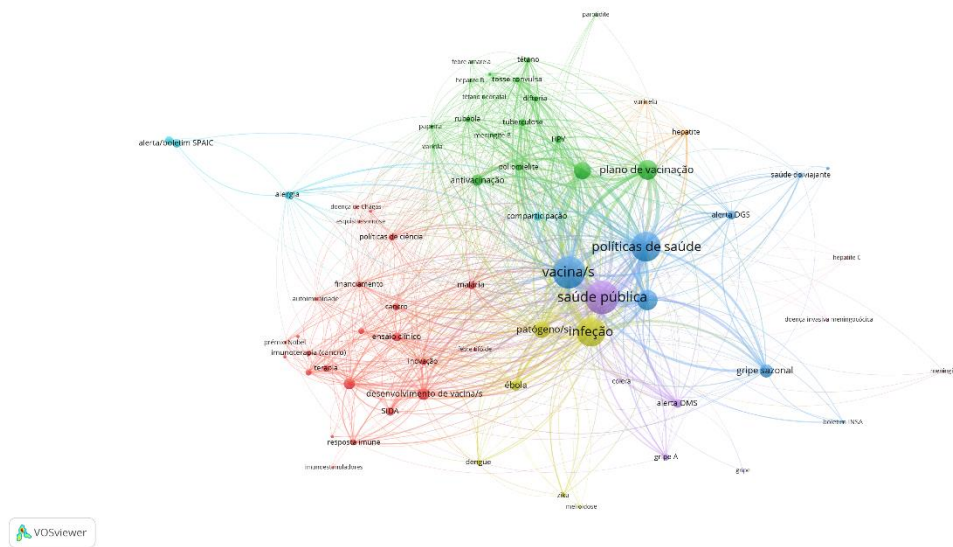 parotidite
febre amarela
tétano
hepatite B
tosse convulsa
tétano neonatal
difteria
varicela
papeira
rubéola
tuberculose
meningite B
HPV
hepatite
alerta/boletim SPAIC
varíola
poliomielite
antivacinação
plano de vacinação
saúde do viajante
alergia
doença de Chagas
comparticipação
alerta DGS
esquistossomose
políticas de ciência
políticas de saúde
hepatite C
vacina/s
financiamento
malária
saúde pública
autoimunidade
cancro
doença invasiva meningocócica
patógeno/s
infeção
ensaio clínico
prémio Nobel
febre tifóide
imunoterapia (cancro)
inovação
terapia
gripe sazonal
cólera
ébola
desenvolvimento de vacina/s
alerta OMS
SIDA
boletim INSA
resposta imune
gripe A
dengue
imunoestimuladores
gripe
zika
melioidose
VOSviewer